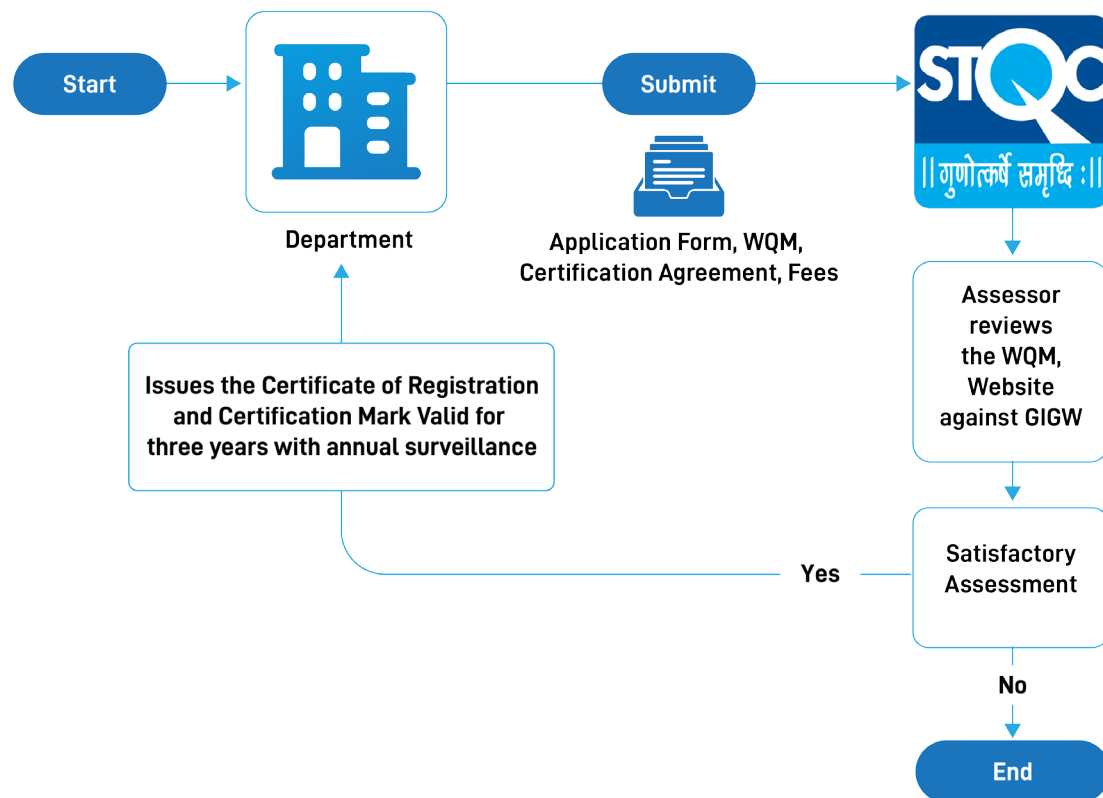 Start
Submit
STQC
||गुणोत्कर्षे समृध्दि :||
Department
Application Form, WQM,
Certification Agreement, Fees
Assessor
reviews
the WQM,
Website
against GIGW
Issues the Certificate of Registration
and Certification Mark Valid for
three years with annual surveillance
Satisfactory
Assessment
Yes
No
End